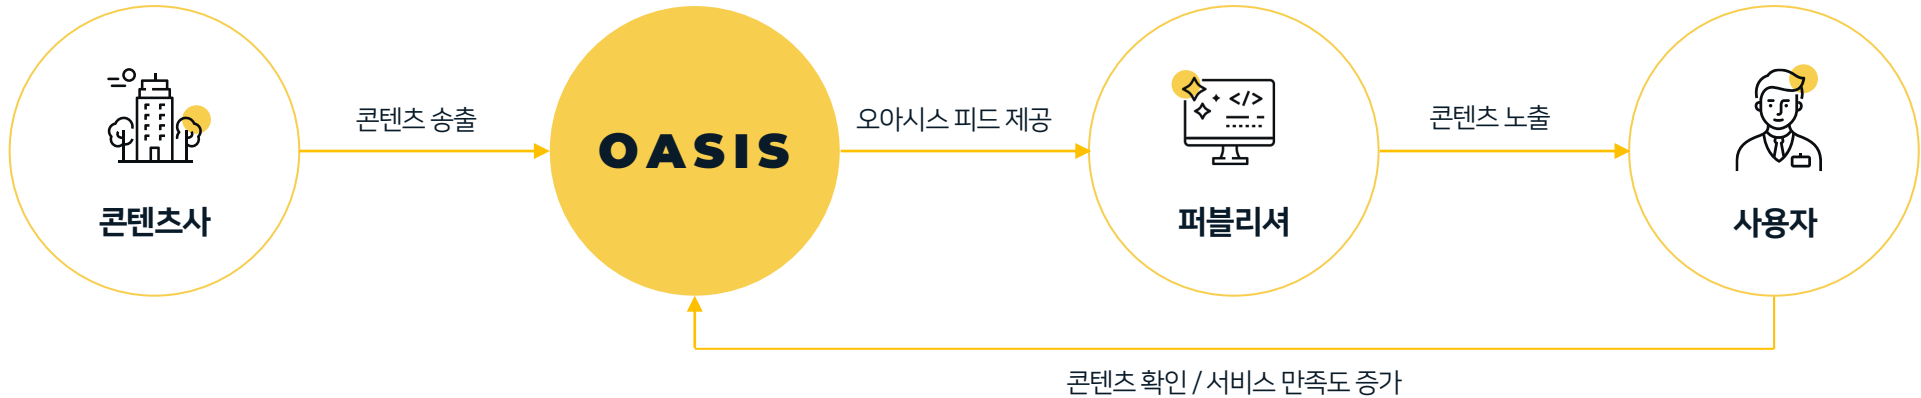 콘텐츠 송출
오아시스 피드 제공
콘텐츠 노출
OASIS
</>
콘텐츠사
퍼블리셔
사용자
콘텐츠 확인 / 서비스 만족도 증가